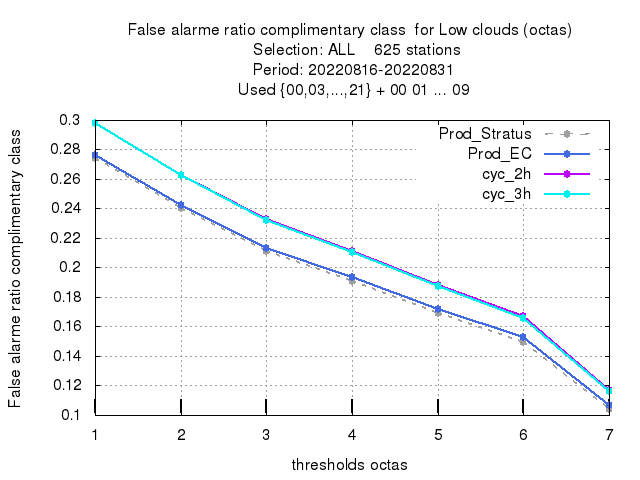 False alarme ratio complimentary class  for Low clouds (octas)
Selection: ALL    625 stations
Period: 20220816-20220831
Used {00,03,...,21} + 00 01 ... 09
False alarme ratio complimentary class
0.3
0.28
0.26
0.24
0.22
0.2
0.18
0.16
0.14
0.12
0.1
Prod_Stratus
Prod_EC
cyc_2h
cyc_3h
1 2 3 4 5 6 7
thresholds octas